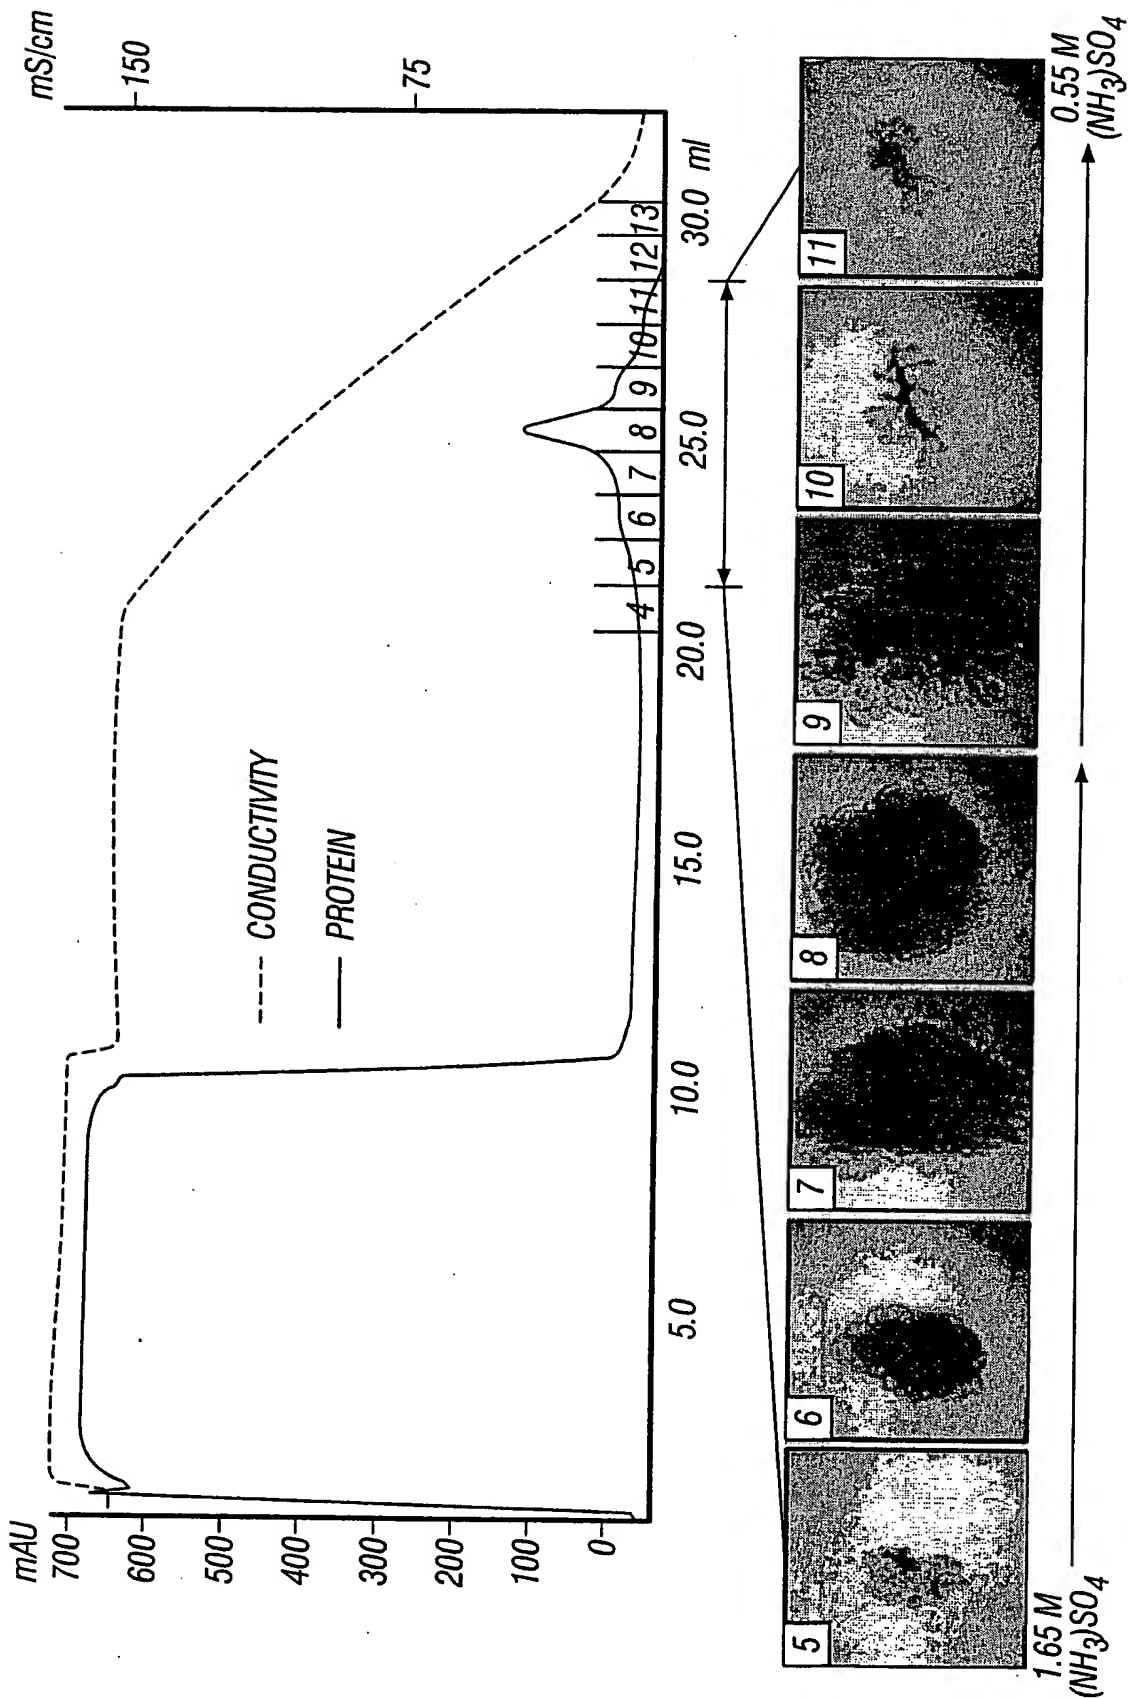 mAU
700
600
500
400
300
200
100
0
mS/cm
150
75
CONDUCTIVITY
PROTEIN
4 5 6 7 8 9 10 11 12 13
5.0 10.0 15.0 20.0 25.0 30.0 ml
5 6 7 8 9 10 11
1.65 M
(NH3)SO4
0.55 M
(NH3)SO4